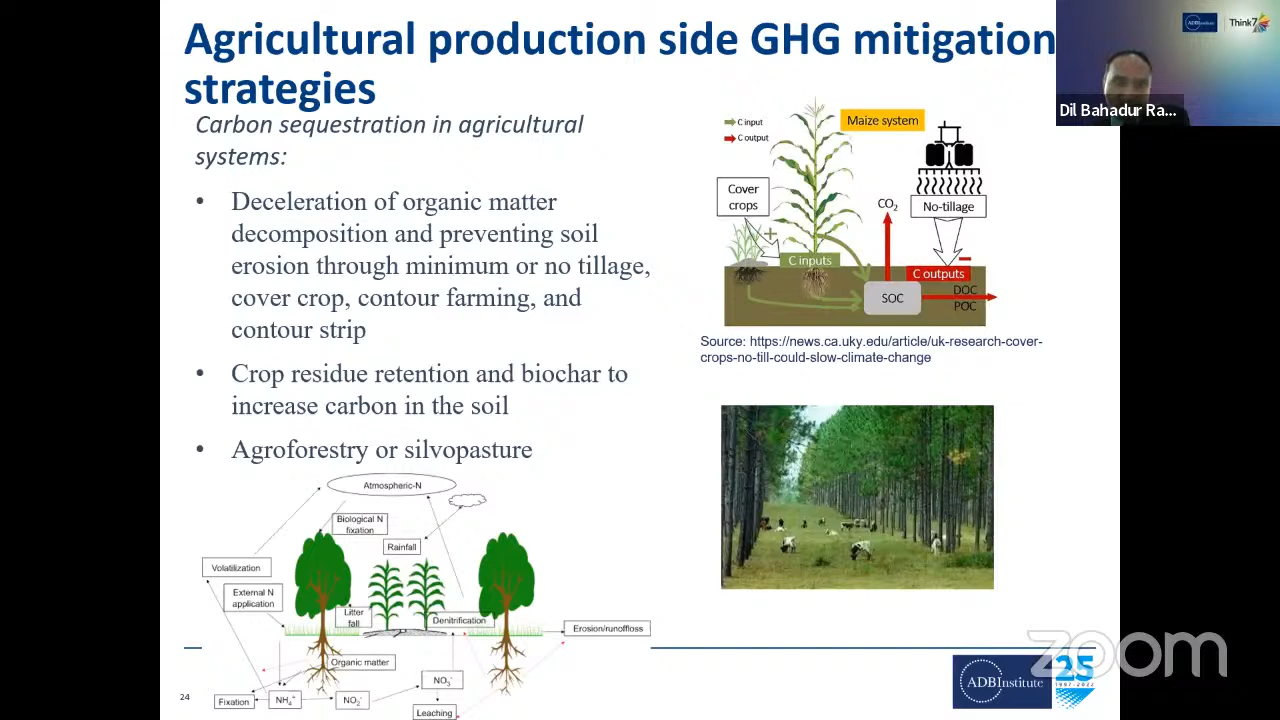 Agricultural production side GHG mitigation
strategies
Carbon sequestration in agricultural
systems:
• Deceleration of organic matter
decomposition and preventing soil
erosion through minimum or no tillage,
cover crop, contour farming, and
contour strip
• Crop residue retention and biochar to
increase carbon in the soil
• Agroforestry or silvopasture
C input
C output
Maize system
Cover
crops
CO₂
No-tillage
C inputs
C outputs
SOC
DOC
POC
Source: https://news.ca.uky.edu/article/uk-research-cover-
crops-no-till-could-slow-climate-change
Atmospheric-N
Biological N
fixation
Rainfall
Volatilization
External N
application
Litter
fall
Denitrification
Erosion/runoffloss
Organic matter
Fixation
NH₄⁺
NO₂⁻
NO₃⁻
Leaching
24
ADBInstitute
25
1997-2022
zoom
ADBInstitute
Think7
Dil Bahadur Ra...